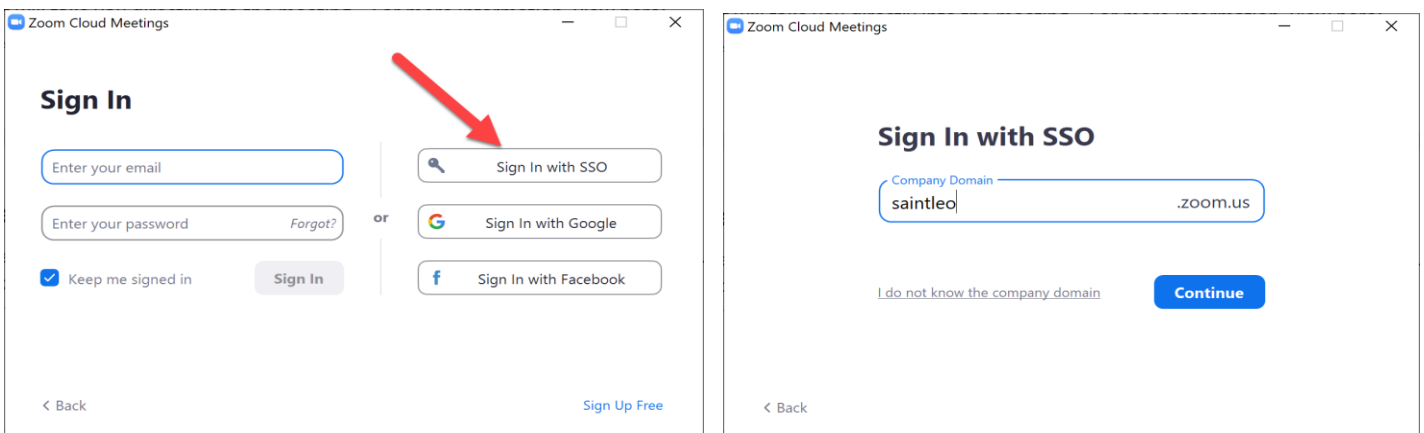 Zoom Cloud Meetings
Sign In
Enter your email
Enter your password Forgot?
Keep me signed in Sign In
or
Sign In with SSO
Sign In with Google
Sign In with Facebook
< Back Sign Up Free
Zoom Cloud Meetings
Sign In with SSO
Company Domain
saintleo .zoom.us
I do not know the company domain Continue
< Back